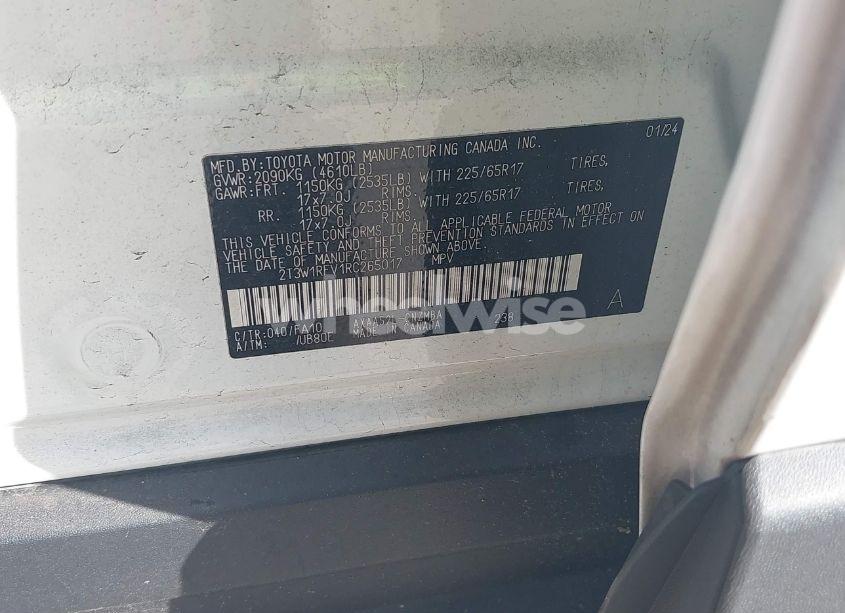 MFD.BY:TOYOTA MOTOR MANUFACTURING CANADA INC. 01/24
GVWR:2090KG (4610LB)
GAWR:FRT. 1150KG (2535LB) WITH 225/65R17 TIRES,
17x7.0J RIMS.
RR. 1150KG (2535LB) WITH 225/65R17 TIRES,
17x7.0J RIMS.
THIS VEHICLE CONFORMS TO ALL APPLICABLE FEDERAL MOTOR
VEHICLE SAFETY AND THEFT PREVENTION STANDARDS IN EFFECT ON
THE DATE OF MANUFACTURE SHOWN ABOVE.
2T3W1RFV1RC265017 MPV
wheelwise
A
C/TR:040/FA10 238
A/TM: /UB80E MADE IN CANADA